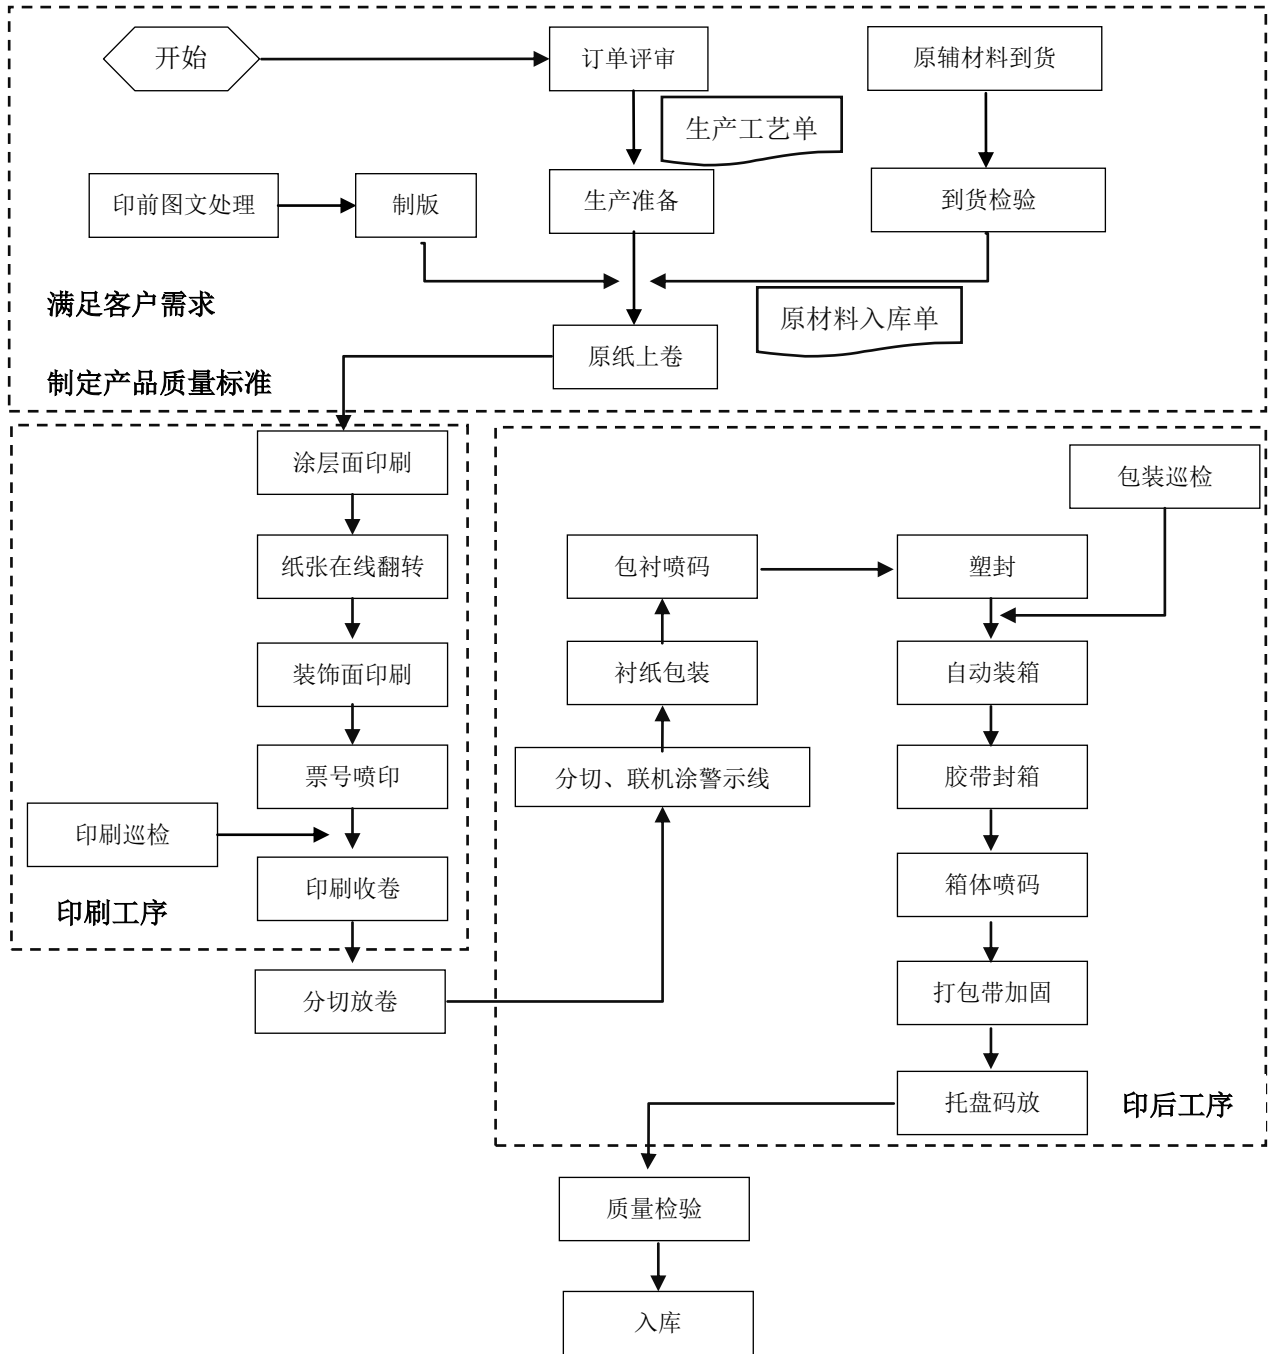 开始
订单评审
原辅材料到货
生产工艺单
印前图文处理
制版
生产准备
到货检验
满足客户需求
原材料入库单
原纸上卷
制定产品质量标准
涂层面印刷
包装巡检
纸张在线翻转
包衬喷码
塑封
装饰面印刷
衬纸包装
自动装箱
票号喷印
分切、联机涂警示线
胶带封箱
印刷巡检
印刷收卷
箱体喷码
印刷工序
分切放卷
打包带加固
托盘码放
印后工序
质量检验
入库